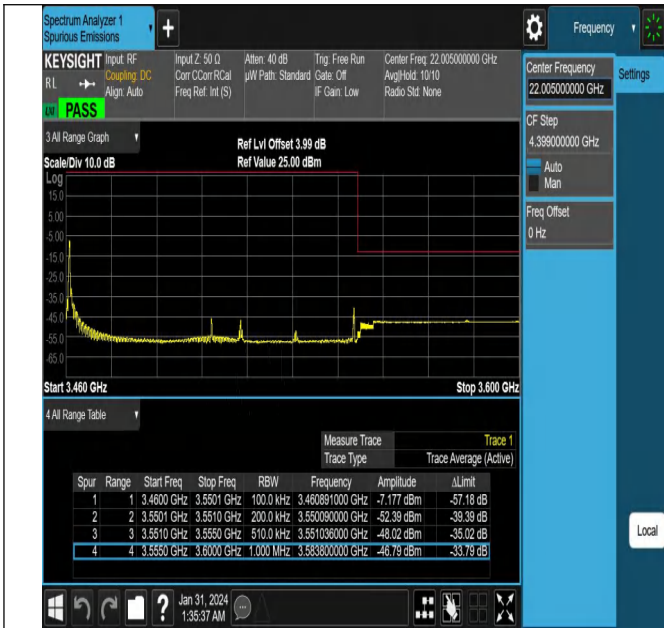 Spectrum Analyzer 1
Spurious Emissions
+
Frequency
KEYSIGHT
RL
Input: RF
Coupling: DC
Align: Auto
Input Z: 50 Ω
Corr CCorr RCal
Freq Ref: Int (S)
Atten: 40 dB
µW Path: Standard
Trig: Free Run
Gate: Off
IF Gain: Low
Center Freq: 22.005000000 GHz
Avg|Hold: 10/10
Radio Std: None
LXI
PASS
Center Frequency
22.005000000 GHz
Settings
CF Step
4.399000000 GHz
Auto
Man
Freq Offset
0 Hz
3 All Range Graph
Scale/Div 10.0 dB
Ref Lvl Offset 3.99 dB
Ref Value 25.00 dBm
Log
15.0
5.00
-5.00
-15.0
-25.0
-35.0
-45.0
-55.0
-65.0
Start 3.460 GHz
Stop 3.600 GHz
4 All Range Table
Measure Trace Trace 1
Trace Type Trace Average (Active)
Spur Range Start Freq Stop Freq RBW Frequency Amplitude ΔLimit
1 1 3.4600 GHz 3.5501 GHz 100.0 kHz 3.460891000 GHz -7.177 dBm -57.18 dB
2 2 3.5501 GHz 3.5510 GHz 200.0 kHz 3.550090000 GHz -52.39 dBm -39.39 dB
3 3 3.5510 GHz 3.5550 GHz 510.0 kHz 3.551036000 GHz -48.02 dBm -35.02 dB
4 4 3.5550 GHz 3.6000 GHz 1.000 MHz 3.583800000 GHz -46.79 dBm -33.79 dB
Local
?
Jan 31, 2024
1:35:37 AM